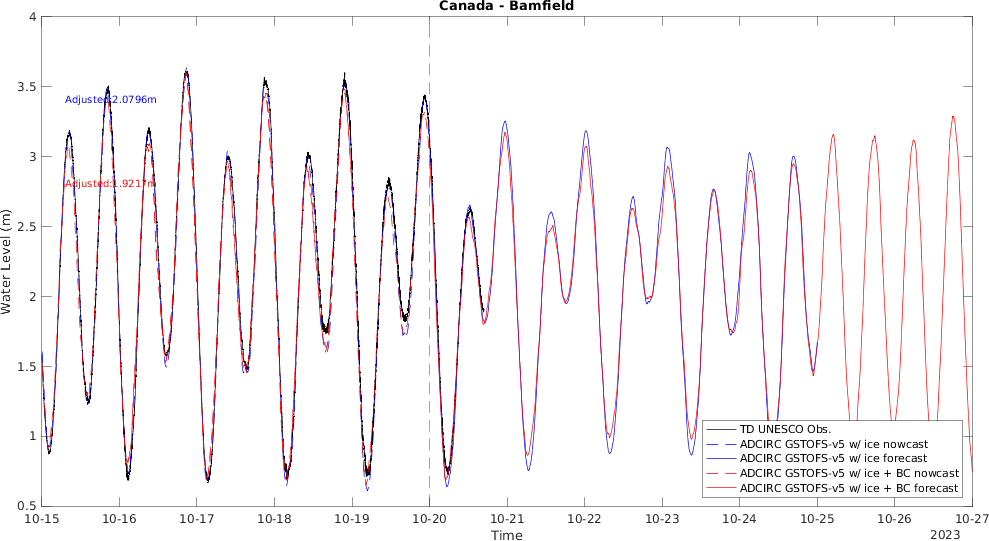 Canada - Bamfield
4
3.5
3
2.5
2
1.5
1
0.5
Water Level (m)
Adjusted:2.0796m
Adjusted:1.9217m
TD UNESCO Obs.
ADCIRC GSTOFS-v5 w/ ice nowcast
ADCIRC GSTOFS-v5 w/ ice forecast
ADCIRC GSTOFS-v5 w/ ice + BC nowcast
ADCIRC GSTOFS-v5 w/ ice + BC forecast
10-15 10-16 10-17 10-18 10-19 10-20 10-21 10-22 10-23 10-24 10-25 10-26 10-27
Time
2023